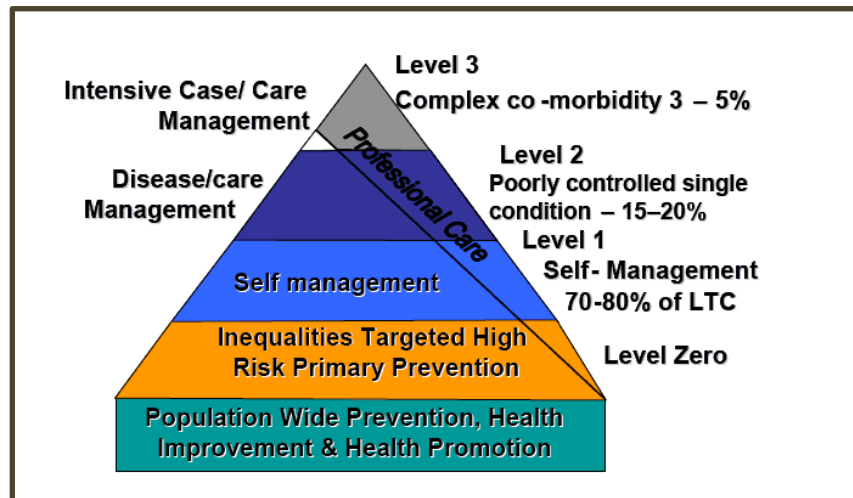 Level 3
Intensive Case/ Care
Management
Complex co -morbidity 3 – 5%
Professional Care
Level 2
Disease/care
Management
Poorly controlled single
condition – 15–20%
Level 1
Self- Management
70-80% of LTC
Self management
Inequalities Targeted High
Risk Primary Prevention
Level Zero
Population Wide Prevention, Health
Improvement & Health Promotion